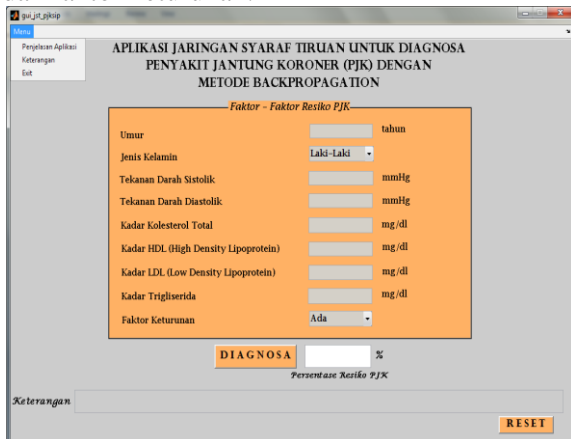 gui_jst_pjksip
Menu
Penjelasan Aplikasi
Keterangan
Exit
APLIKASI JARINGAN SYARAF TIRUAN UNTUK DIAGNOSA
PENYAKIT JANTUNG KORONER (PJK) DENGAN
METODE BACKPROPAGATION
Faktor - Faktor Resiko PJK
Umur tahun
Jenis Kelamin Laki-Laki
Tekanan Darah Sistolik mmHg
Tekanan Darah Diastolik mmHg
Kadar Kolesterol Total mg/dl
Kadar HDL (High Density Lipoprotein) mg/dl
Kadar LDL (Low Density Lipoprotein) mg/dl
Kadar Trigliserida mg/dl
Faktor Keturunan Ada
DIAGNOSA %
Persentase Resiko PJK
Keterangan
RESET